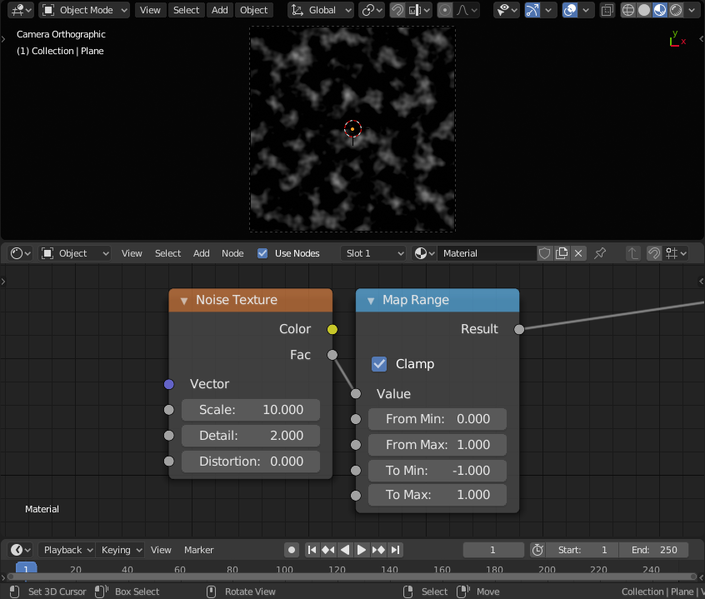 Object Mode View Select Add Object Global
Camera Orthographic
(1) Collection | Plane
y
x
Object View Select Add Node Use Nodes Slot 1 Material
Noise Texture
Color
Fac
Vector
Scale: 10.000
Detail: 2.000
Distortion: 0.000
Map Range
Result
Clamp
Value
From Min: 0.000
From Max: 1.000
To Min: -1.000
To Max: 1.000
Material
Playback Keying View Marker 1 Start: 1 End: 250
1 20 40 60 80 100 120 140 160 180 200 220 240
Set 3D Cursor Box Select Rotate View Select Move Collection | Plane | V